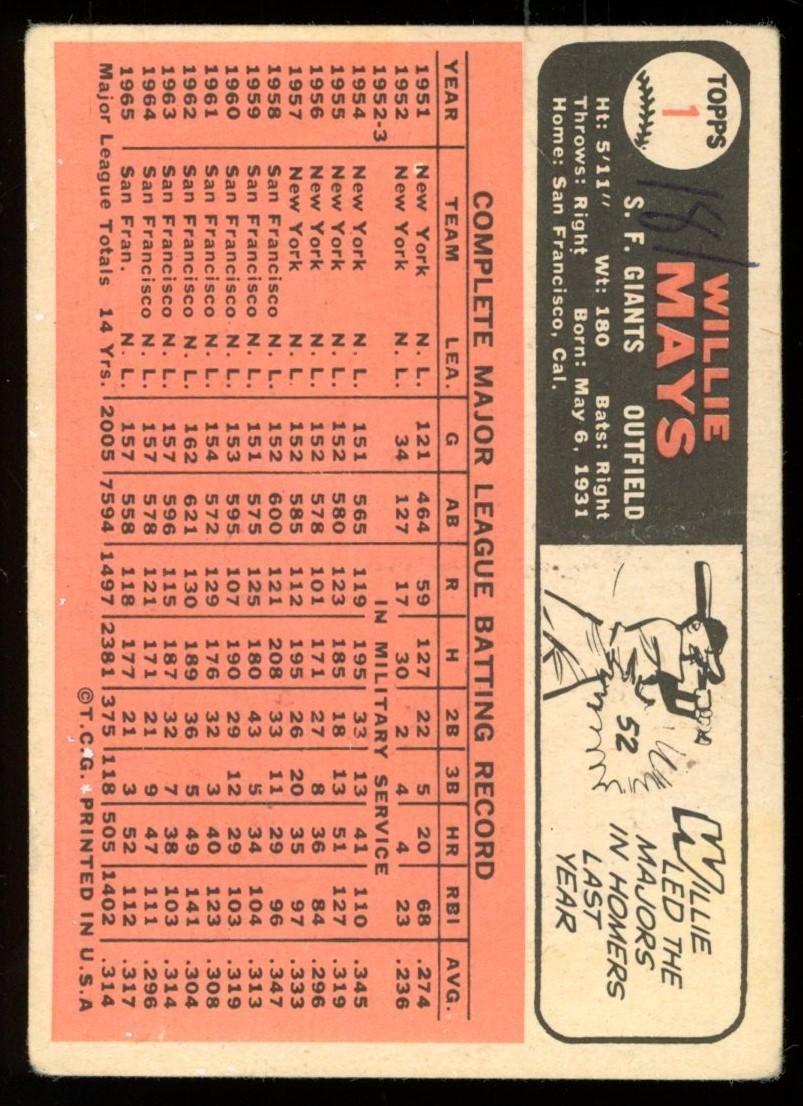 TOPPS
1
WILLIE
MAYS
181
S. F. GIANTS OUTFIELD
Ht: 5'11" Wt: 180 Bats: Right
Throws: Right Born: May 6, 1931
Home: San Francisco, Cal.
52
WILLIE
LED THE
MAJORS
IN HOMERS
LAST
YEAR
COMPLETE MAJOR LEAGUE BATTING RECORD
YEAR TEAM LEA. G AB R H 2B 3B HR RBI AVG.
1951 New York N. L. 121 464 59 127 22 5 20 68 .274
1952 New York N. L. 34 127 17 30 2 4 4 23 .236
1952-3 IN MILITARY SERVICE
1954 New York N. L. 151 565 119 195 33 13 41 110 .345
1955 New York N. L. 152 580 123 185 18 13 51 127 .319
1956 New York N. L. 152 578 101 171 27 8 36 84 .296
1957 New York N. L. 152 585 112 195 26 20 35 97 .333
1958 San Francisco N. L. 152 600 121 208 33 11 29 96 .347
1959 San Francisco N. L. 151 575 125 180 43 5 34 104 .313
1960 San Francisco N. L. 153 595 107 190 29 12 29 103 .319
1961 San Francisco N. L. 154 572 129 176 32 3 40 123 .308
1962 San Francisco N. L. 162 621 130 189 36 5 49 141 .304
1963 San Francisco N. L. 157 596 115 187 32 7 38 103 .314
1964 San Francisco N. L. 157 578 121 171 21 9 47 111 .296
1965 San Fran. N. L. 157 558 118 177 21 3 52 112 .317
Major League Totals 14 Yrs. 2005 7594 1497 2381 375 118 505 1402 .314
©T.C.G. PRINTED IN U.S.A